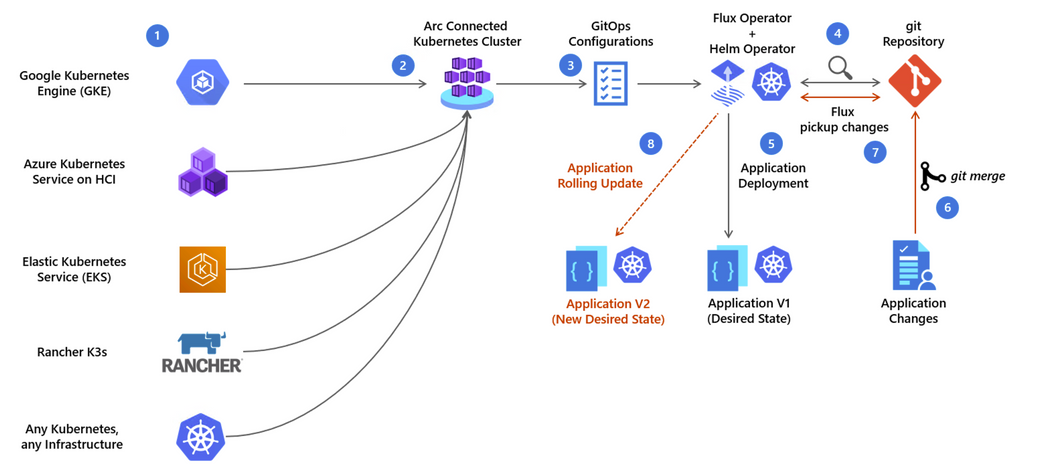 1
Google Kubernetes
Engine (GKE)
Azure Kubernetes
Service on HCI
Elastic Kubernetes
Service (EKS)
Rancher K3s
RANCHER
Any Kubernetes,
any Infrastructure
2
Arc Connected
Kubernetes Cluster
3
GitOps
Configurations
Flux Operator
+
Helm Operator
4
git
Repository
Flux
pickup changes
7
5
Application
Deployment
8
Application
Rolling Update
git merge
6
Application V2
(New Desired State)
Application V1
(Desired State)
Application
Changes
K
{ }
{ }